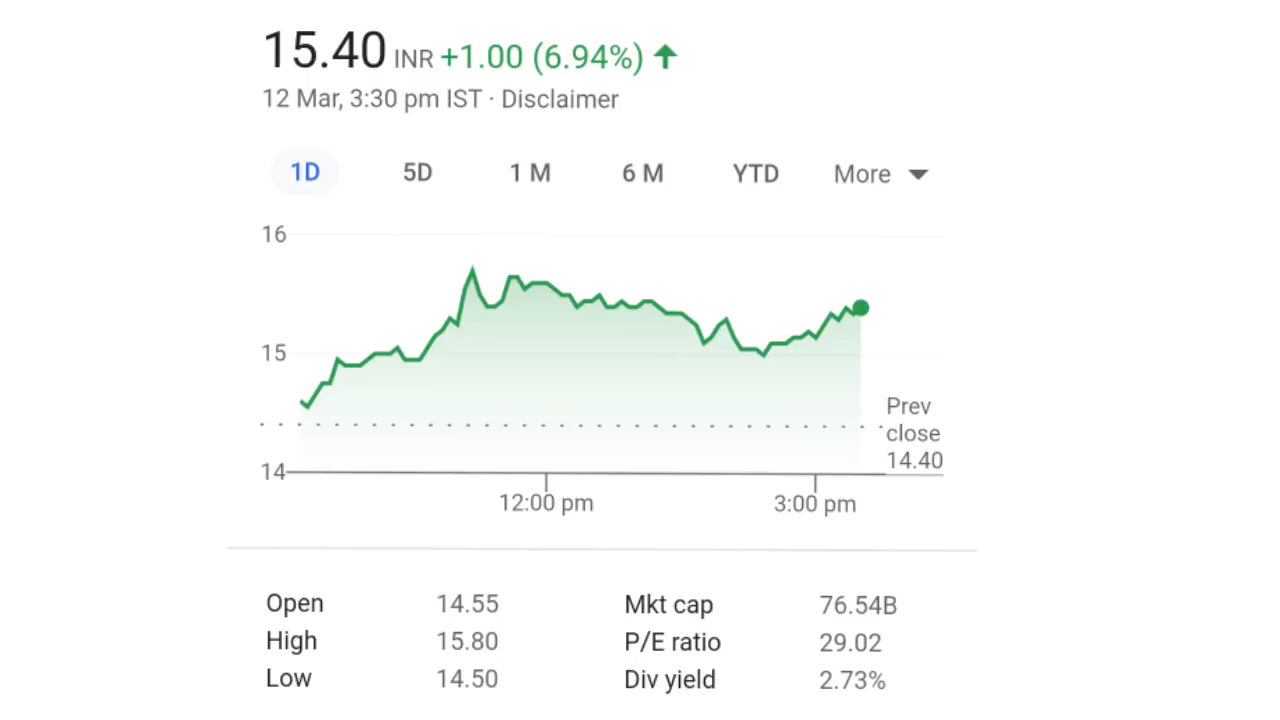 15.40 INR +1.00 (6.94%) ↑
12 Mar, 3:30 pm IST · Disclaimer
1D 5D 1 M 6 M YTD More
16
15
14
Prev
close
14.40
12:00 pm 3:00 pm
Open 14.55 Mkt cap 76.54B
High 15.80 P/E ratio 29.02
Low 14.50 Div yield 2.73%